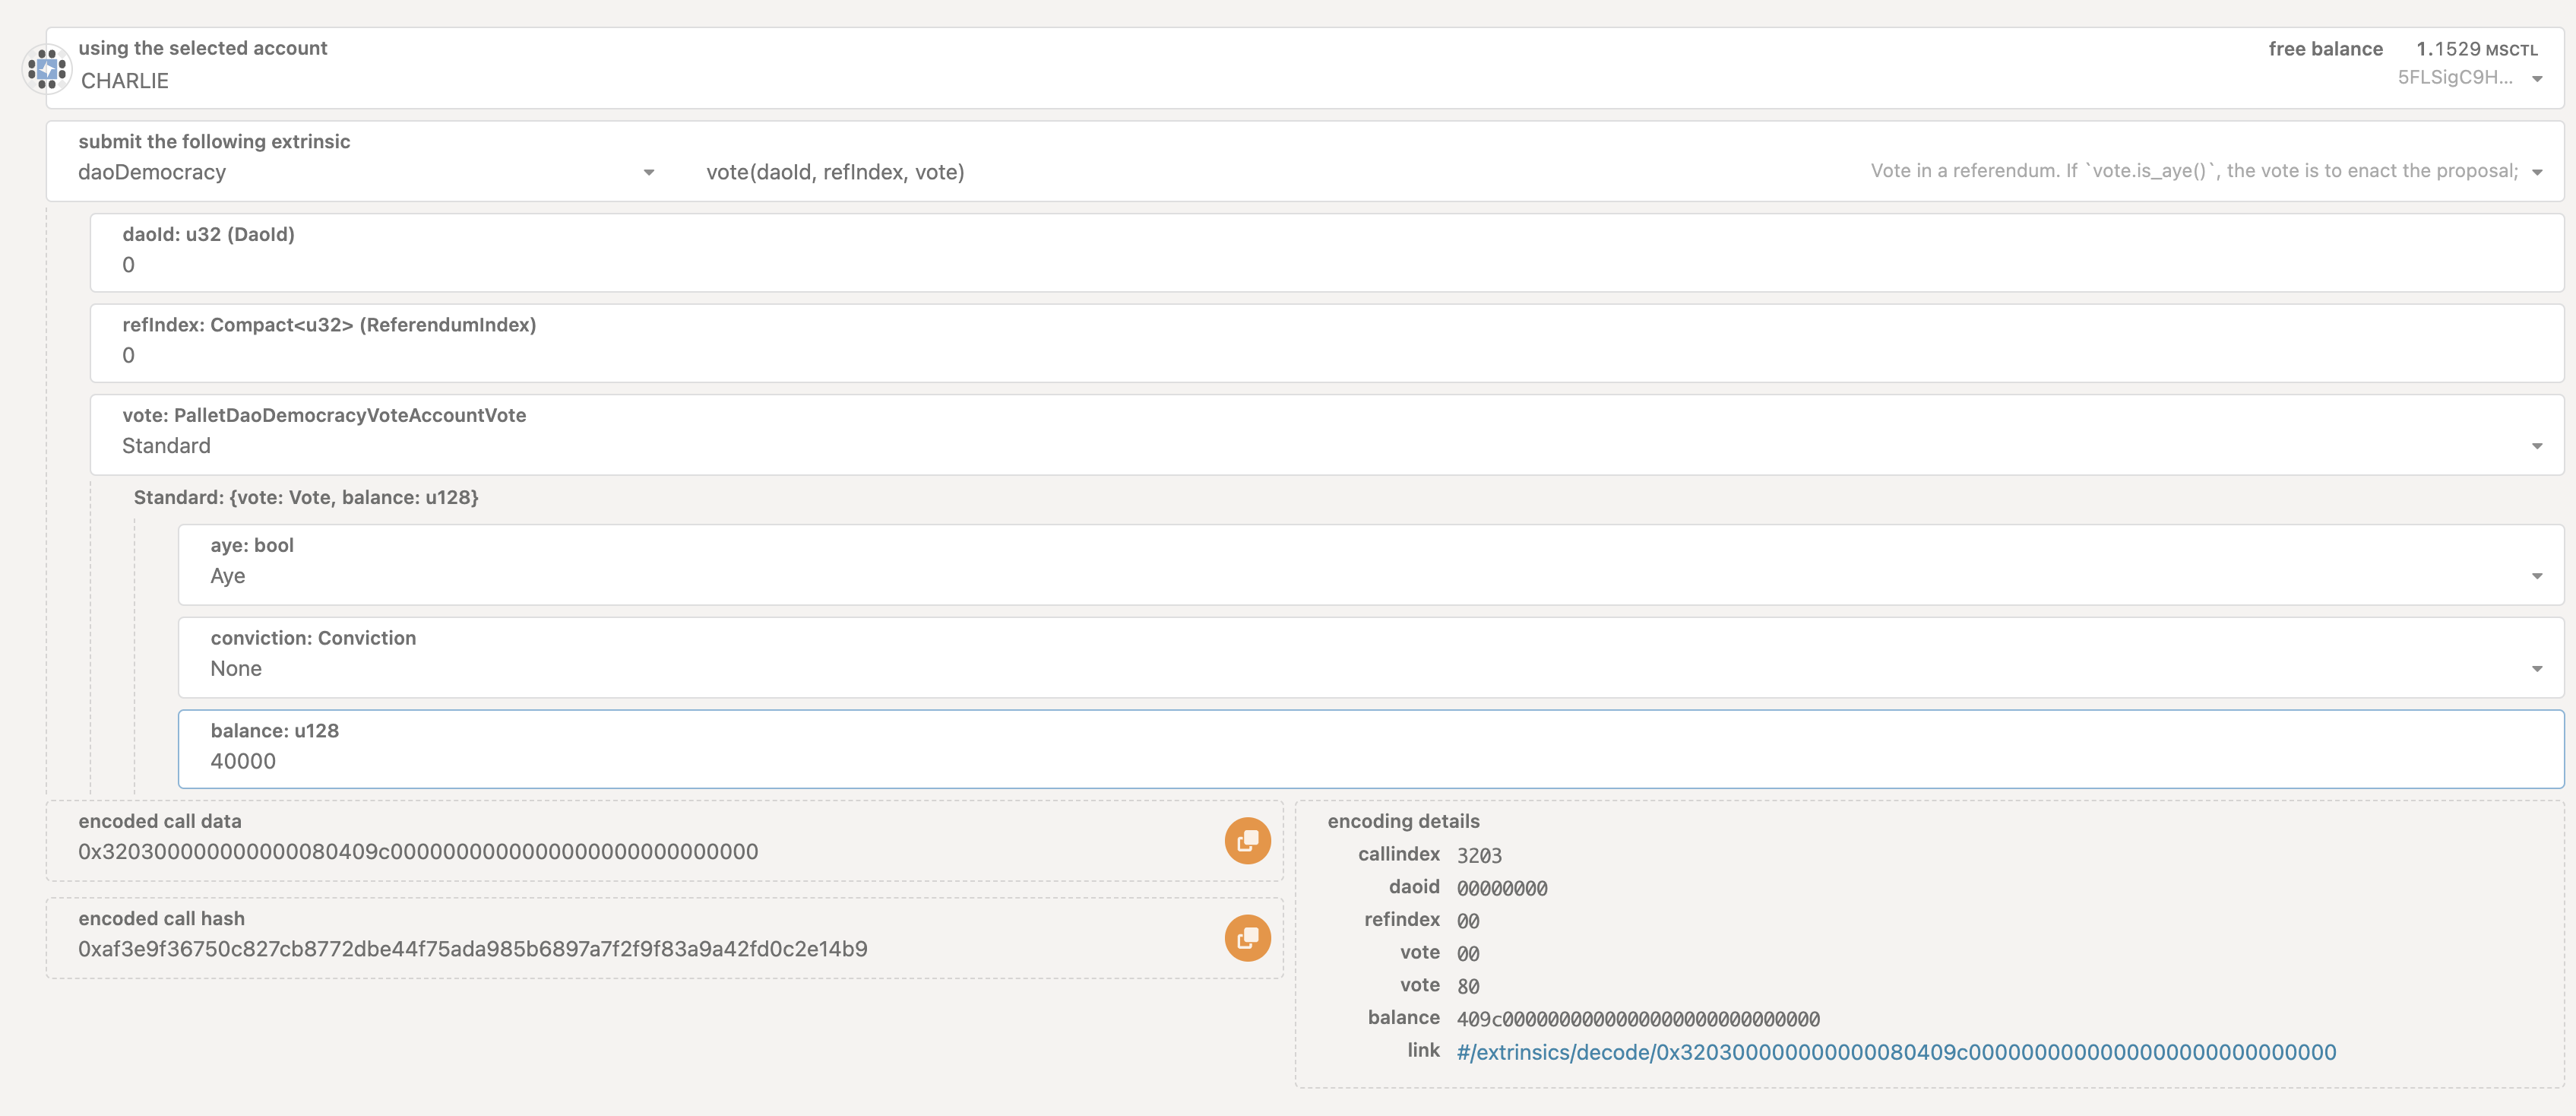 using the selected account
CHARLIE
free balance 1.1529 MSCTL
5FLSigC9H...
submit the following extrinsic
daoDemocracy
vote(daoId, refIndex, vote)
Vote in a referendum. If `vote.is_aye()`, the vote is to enact the proposal;
daoId: u32 (DaoId)
0
refIndex: Compact<u32> (ReferendumIndex)
0
vote: PalletDaoDemocracyVoteAccountVote
Standard
Standard: {vote: Vote, balance: u128}
aye: bool
Aye
conviction: Conviction
None
balance: u128
40000
encoded call data
0x320300000000000080409c0000000000000000000000000000
encoded call hash
0xaf3e9f36750c827cb8772dbe44f75ada985b6897a7f2f9f83a9a42fd0c2e14b9
encoding details
callindex 3203
daoid 00000000
refindex 00
vote 00
vote 80
balance 409c0000000000000000000000000000
link #/extrinsics/decode/0x320300000000000080409c0000000000000000000000000000